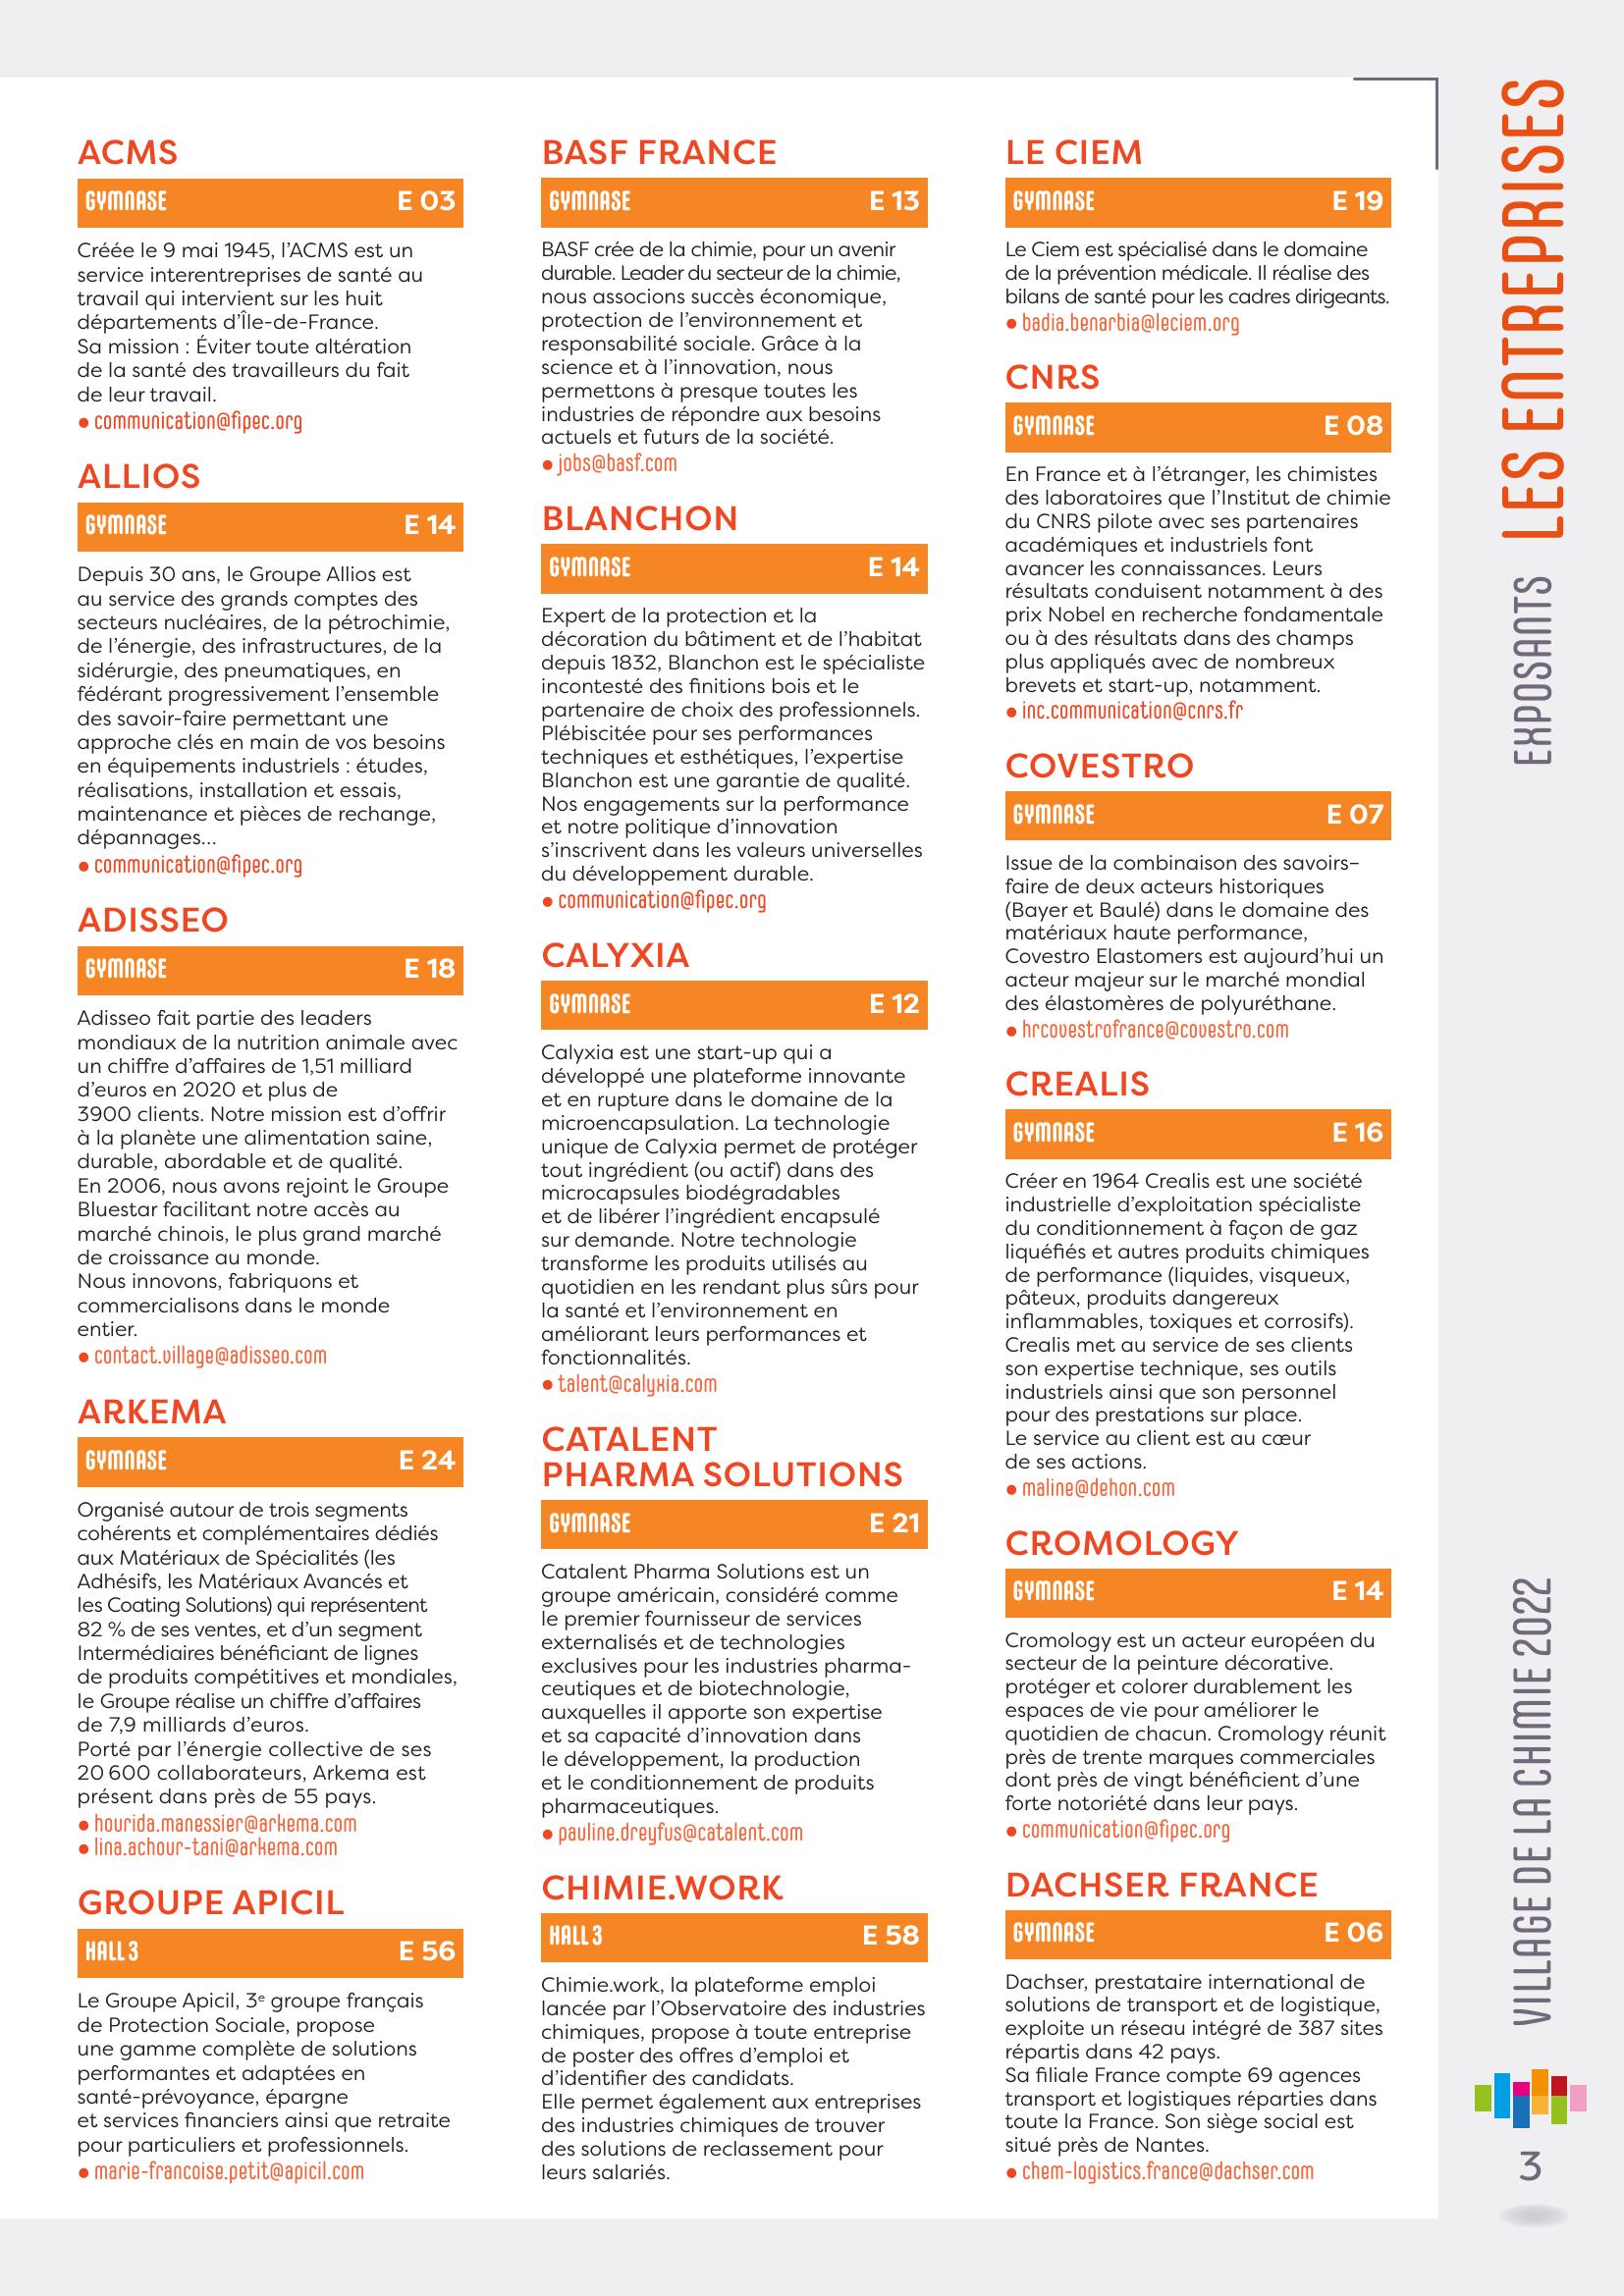 ACMS
GYMNASE E 03
Créée le 9 mai 1945, l’ACMS est un
service interentreprises de santé au
travail qui intervient sur les huit
départements d’Île-de-France.
Sa mission : Éviter toute altération
de la santé des travailleurs du fait
de leur travail.
• communication@fipec.org
ALLIOS
GYMNASE E 14
Depuis 30 ans, le Groupe Allios est
au service des grands comptes des
secteurs nucléaires, de la pétrochimie,
de l’énergie, des infrastructures, de la
sidérurgie, des pneumatiques, en
fédérant progressivement l’ensemble
des savoir-faire permettant une
approche clés en main de vos besoins
en équipements industriels : études,
réalisations, installation et essais,
maintenance et pièces de rechange,
dépannages...
• communication@fipec.org
ADISSEO
GYMNASE E 18
Adisseo fait partie des leaders
mondiaux de la nutrition animale avec
un chiffre d’affaires de 1,51 milliard
d’euros en 2020 et plus de
3900 clients. Notre mission est d’offrir
à la planète une alimentation saine,
durable, abordable et de qualité.
En 2006, nous avons rejoint le Groupe
Bluestar facilitant notre accès au
marché chinois, le plus grand marché
de croissance au monde.
Nous innovons, fabriquons et
commercialisons dans le monde
entier.
• contact.village@adisseo.com
ARKEMA
GYMNASE E 24
Organisé autour de trois segments
cohérents et complémentaires dédiés
aux Matériaux de Spécialités (les
Adhésifs, les Matériaux Avancés et
les Coating Solutions) qui représentent
82 % de ses ventes, et d’un segment
Intermédiaires bénéficiant de lignes
de produits compétitives et mondiales,
le Groupe réalise un chiffre d’affaires
de 7,9 milliards d’euros.
Porté par l’énergie collective de ses
20 600 collaborateurs, Arkema est
présent dans près de 55 pays.
• hourida.manessier@arkema.com
• lina.achour-tani@arkema.com
GROUPE APICIL
HALL 3 E 56
Le Groupe Apicil, 3e groupe français
de Protection Sociale, propose
une gamme complète de solutions
performantes et adaptées en
santé-prévoyance, épargne
et services financiers ainsi que retraite
pour particuliers et professionnels.
• marie-francoise.petit@apicil.com
BASF FRANCE
GYMNASE E 13
BASF crée de la chimie, pour un avenir
durable. Leader du secteur de la chimie,
nous associons succès économique,
protection de l’environnement et
responsabilité sociale. Grâce à la
science et à l’innovation, nous
permettons à presque toutes les
industries de répondre aux besoins
actuels et futurs de la société.
• jobs@basf.com
BLANCHON
GYMNASE E 14
Expert de la protection et la
décoration du bâtiment et de l’habitat
depuis 1832, Blanchon est le spécialiste
incontesté des finitions bois et le
partenaire de choix des professionnels.
Plébiscitée pour ses performances
techniques et esthétiques, l’expertise
Blanchon est une garantie de qualité.
Nos engagements sur la performance
et notre politique d’innovation
s’inscrivent dans les valeurs universelles
du développement durable.
• communication@fipec.org
CALYXIA
GYMNASE E 12
Calyxia est une start-up qui a
développé une plateforme innovante
et en rupture dans le domaine de la
microencapsulation. La technologie
unique de Calyxia permet de protéger
tout ingrédient (ou actif) dans des
microcapsules biodégradables
et de libérer l’ingrédient encapsulé
sur demande. Notre technologie
transforme les produits utilisés au
quotidien en les rendant plus sûrs pour
la santé et l’environnement en
améliorant leurs performances et
fonctionnalités.
• talent@calyxia.com
CATALENT
PHARMA SOLUTIONS
GYMNASE E 21
Catalent Pharma Solutions est un
groupe américain, considéré comme
le premier fournisseur de services
externalisés et de technologies
exclusives pour les industries pharma-
ceutiques et de biotechnologie,
auxquelles il apporte son expertise
et sa capacité d’innovation dans
le développement, la production
et le conditionnement de produits
pharmaceutiques.
• pauline.dreyfus@catalent.com
CHIMIE.WORK
HALL 3 E 58
Chimie.work, la plateforme emploi
lancée par l’Observatoire des industries
chimiques, propose à toute entreprise
de poster des offres d’emploi et
d’identifier des candidats.
Elle permet également aux entreprises
des industries chimiques de trouver
des solutions de reclassement pour
leurs salariés.
LE CIEM
GYMNASE E 19
Le Ciem est spécialisé dans le domaine
de la prévention médicale. Il réalise des
bilans de santé pour les cadres dirigeants.
• badia.benarbia@leciem.org
CNRS
GYMNASE E 08
En France et à l’étranger, les chimistes
des laboratoires que l’Institut de chimie
du CNRS pilote avec ses partenaires
académiques et industriels font
avancer les connaissances. Leurs
résultats conduisent notamment à des
prix Nobel en recherche fondamentale
ou à des résultats dans des champs
plus appliqués avec de nombreux
brevets et start-up, notamment.
• inc.communication@cnrs.fr
COVESTRO
GYMNASE E 07
Issue de la combinaison des savoirs–
faire de deux acteurs historiques
(Bayer et Baulé) dans le domaine des
matériaux haute performance,
Covestro Elastomers est aujourd’hui un
acteur majeur sur le marché mondial
des élastomères de polyuréthane.
• hrcovestrofrance@covestro.com
CREALIS
GYMNASE E 16
Créer en 1964 Crealis est une société
industrielle d’exploitation spécialiste
du conditionnement à façon de gaz
liquéfiés et autres produits chimiques
de performance (liquides, visqueux,
pâteux, produits dangereux
inflammables, toxiques et corrosifs).
Crealis met au service de ses clients
son expertise technique, ses outils
industriels ainsi que son personnel
pour des prestations sur place.
Le service au client est au cœur
de ses actions.
• maline@dehon.com
CROMOLOGY
GYMNASE E 14
Cromology est un acteur européen du
secteur de la peinture décorative.
protéger et colorer durablement les
espaces de vie pour améliorer le
quotidien de chacun. Cromology réunit
près de trente marques commerciales
dont près de vingt bénéficient d’une
forte notoriété dans leur pays.
• communication@fipec.org
DACHSER FRANCE
GYMNASE E 06
Dachser, prestataire international de
solutions de transport et de logistique,
exploite un réseau intégré de 387 sites
répartis dans 42 pays.
Sa filiale France compte 69 agences
transport et logistiques réparties dans
toute la France. Son siège social est
situé près de Nantes.
• chem-logistics.france@dachser.com
EXPOSANTS LES ENTREPRISES
VILLAGE DE LA CHIMIE 2022
3